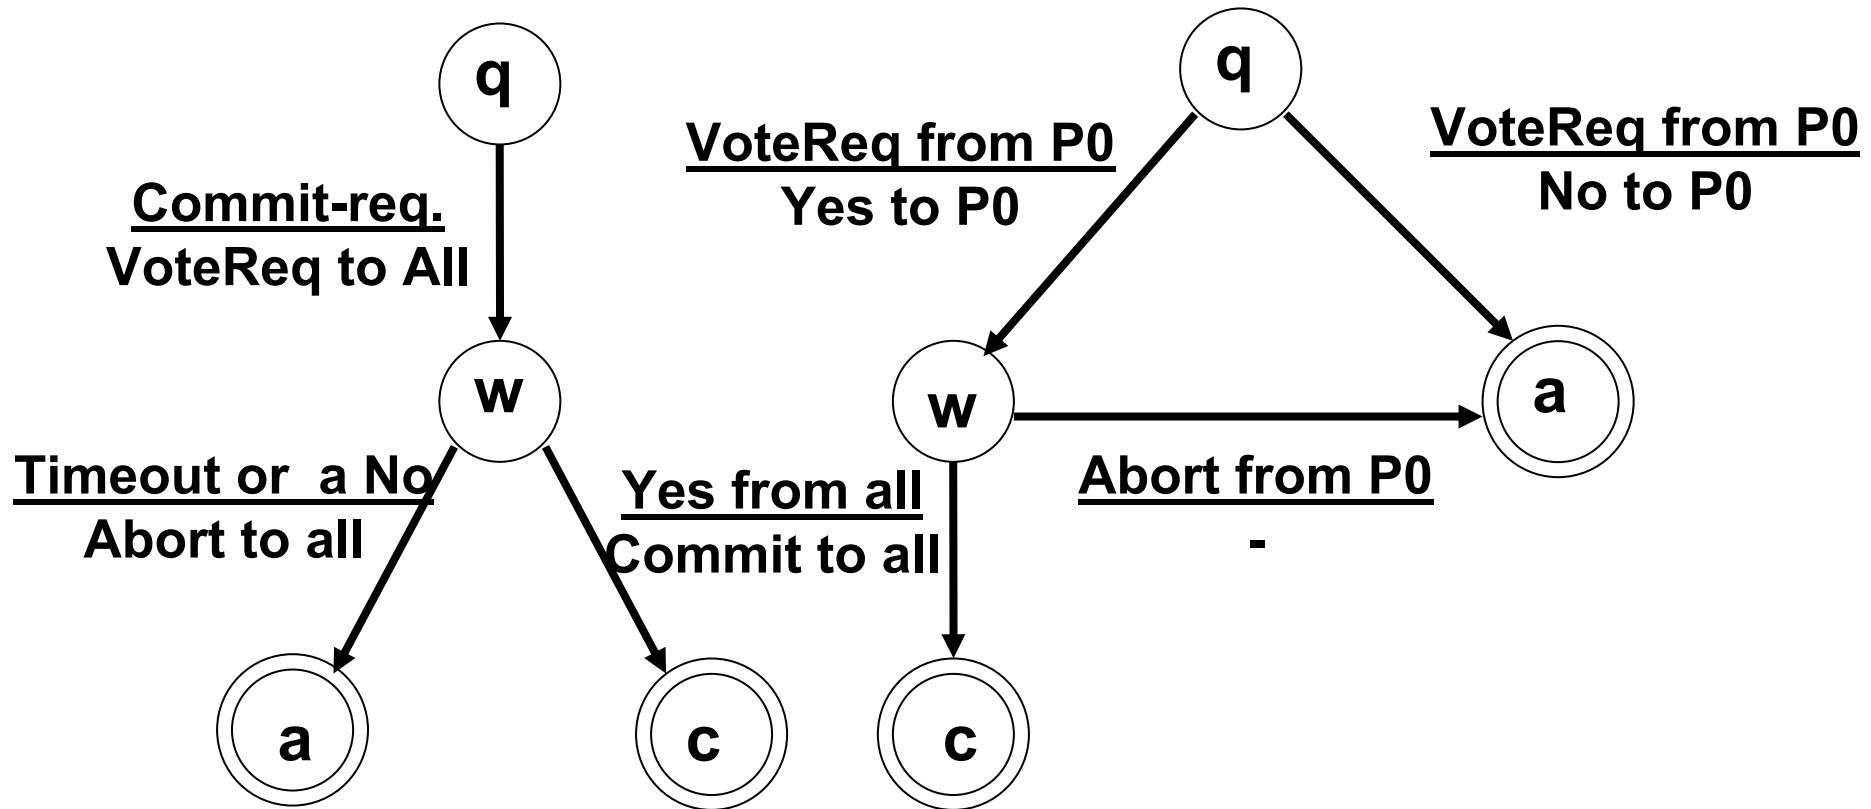 q
Commit-req.
VoteReq to All
w
Timeout or a No
Abort to all
Yes from all
Commit to all
a
c
q
VoteReq from P0
Yes to P0
VoteReq from P0
No to P0
w
a
Abort from P0
-
c